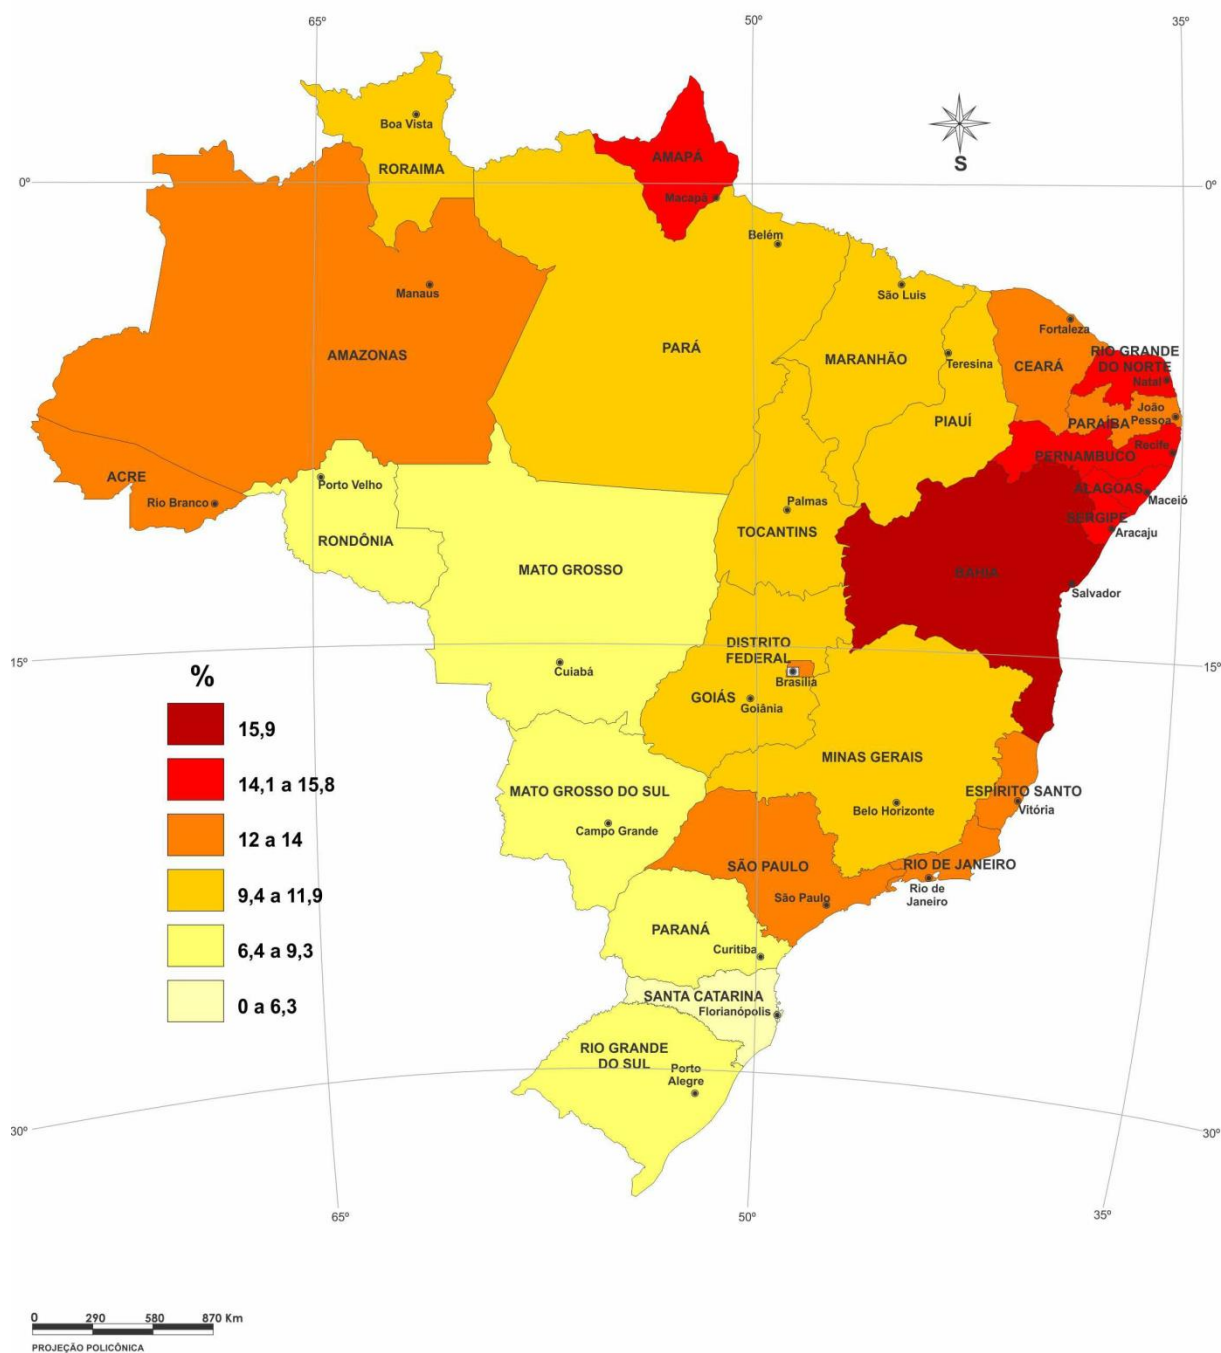 65º
50º
35º
Boa Vista
RORAIMA
S
AMAPÁ
Macapá
0º
0º
Belém
Manaus
São Luis
Fortaleza
AMAZONAS
PARÁ
MARANHÃO
Teresina
CEARÁ
RIO GRANDE
DO NORTE
Natal
João
Pessoa
PARAÍBA
PIAUÍ
Recife
PERNAMBUCO
ACRE
Rio Branco
Porto Velho
ALAGOAS
Maceió
Palmas
TOCANTINS
SERGIPE
Aracaju
RONDÔNIA
MATO GROSSO
BAHIA
Salvador
DISTRITO
FEDERAL
15º
15º
Cuiabá
Brasília
GOIÁS
Goiânia
%
15,9
14,1 a 15,8
12 a 14
9,4 a 11,9
6,4 a 9,3
0 a 6,3
MINAS GERAIS
MATO GROSSO DO SUL
ESPÍRITO SANTO
Vitória
Belo Horizonte
Campo Grande
SÃO PAULO
RIO DE JANEIRO
Rio de
Janeiro
São Paulo
PARANÁ
Curitiba
SANTA CATARINA
Florianópolis
RIO GRANDE
DO SUL
Porto
Alegre
30º
30º
65º
50º
35º
0 290 580 870 Km
PROJEÇÃO POLICÔNICA